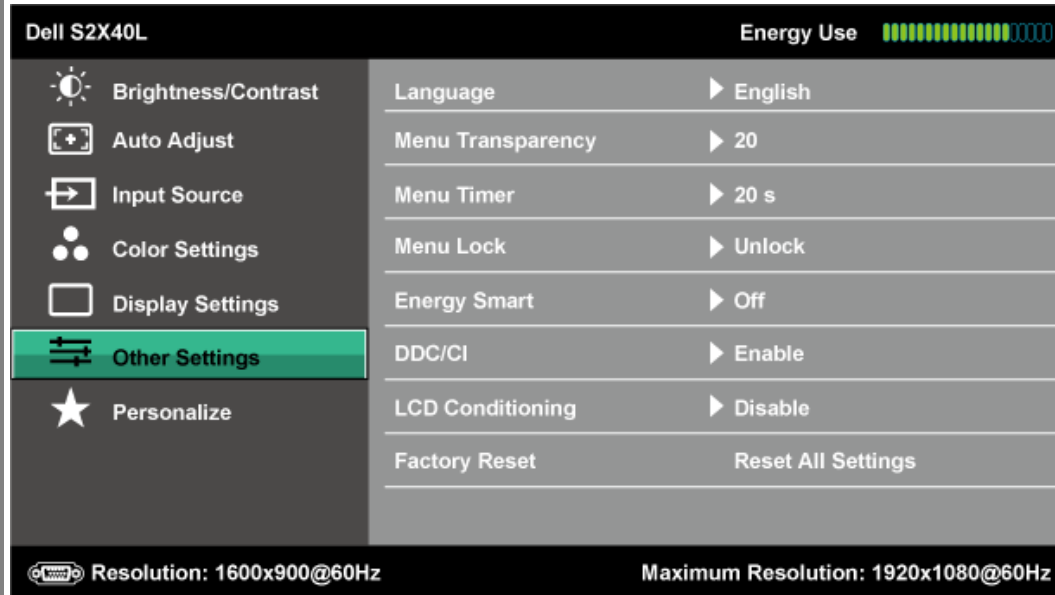 Dell S2X40L Energy Use
Brightness/Contrast
Auto Adjust
Input Source
Color Settings
Display Settings
Other Settings
Personalize
Language English
Menu Transparency 20
Menu Timer 20 s
Menu Lock Unlock
Energy Smart Off
DDC/CI Enable
LCD Conditioning Disable
Factory Reset Reset All Settings
Resolution: 1600x900@60Hz Maximum Resolution: 1920x1080@60Hz